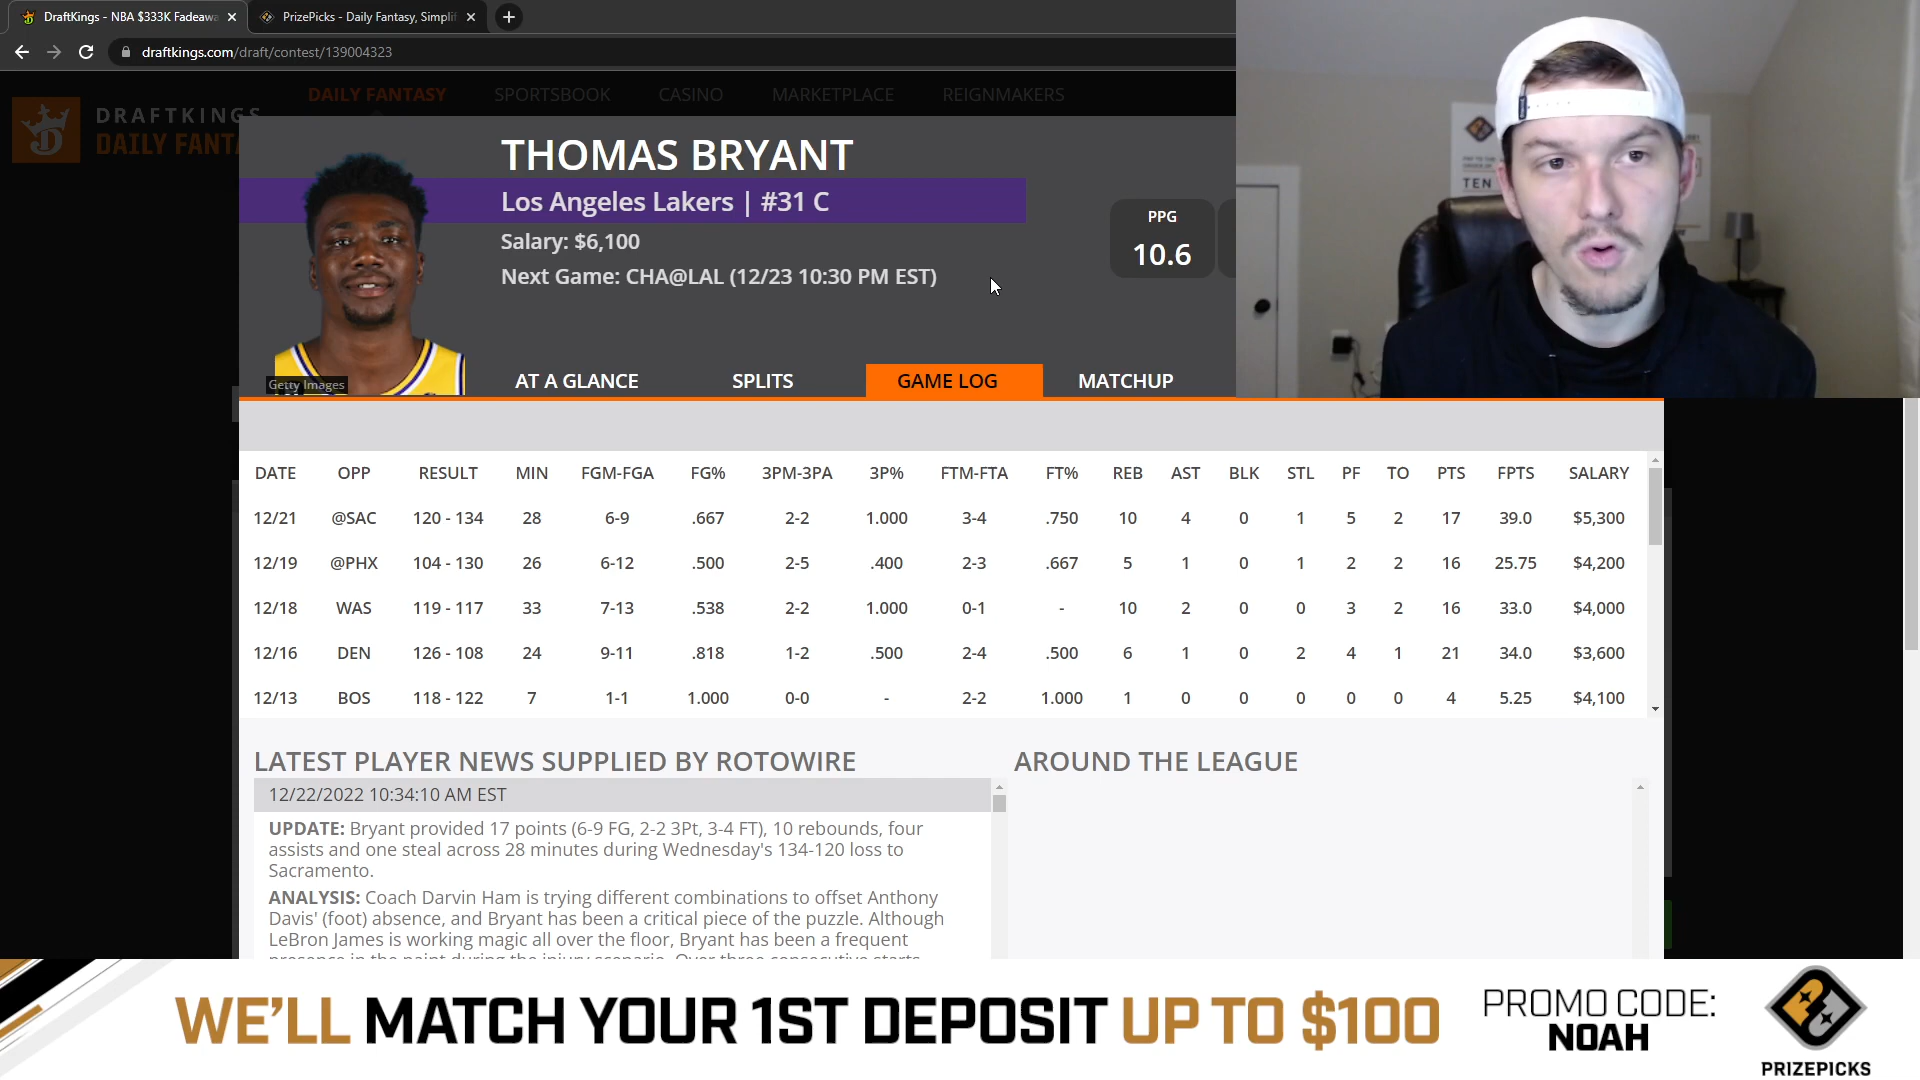 DraftKings - NBA $333K Fadeawa
PrizePicks - Daily Fantasy, Simplif
draftkings.com/draft/contest/139004323
DRAFTKINGS
DAILY FANTA
DAILY FANTASY SPORTSBOOK CASINO MARKETPLACE REIGNMAKERS
THOMAS BRYANT
Los Angeles Lakers | #31 C
Salary: $6,100
Next Game: CHA@LAL (12/23 10:30 PM EST)
PPG
10.6
Getty Images
AT A GLANCE SPLITS GAME LOG MATCHUP
DATE OPP RESULT MIN FGM-FGA FG% 3PM-3PA 3P% FTM-FTA FT% REB AST BLK STL PF TO PTS FPTS SALARY
12/21 @SAC 120 - 134 28 6-9 .667 2-2 1.000 3-4 .750 10 4 0 1 5 2 17 39.0 $5,300
12/19 @PHX 104 - 130 26 6-12 .500 2-5 .400 2-3 .667 5 1 0 1 2 2 16 25.75 $4,200
12/18 WAS 119 - 117 33 7-13 .538 2-2 1.000 0-1 - 10 2 0 0 3 2 16 33.0 $4,000
12/16 DEN 126 - 108 24 9-11 .818 1-2 .500 2-4 .500 6 1 0 2 4 1 21 34.0 $3,600
12/13 BOS 118 - 122 7 1-1 1.000 0-0 - 2-2 1.000 1 0 0 0 0 0 4 5.25 $4,100
LATEST PLAYER NEWS SUPPLIED BY ROTOWIRE
12/22/2022 10:34:10 AM EST
UPDATE: Bryant provided 17 points (6-9 FG, 2-2 3Pt, 3-4 FT), 10 rebounds, four
assists and one steal across 28 minutes during Wednesday's 134-120 loss to
Sacramento.
ANALYSIS: Coach Darvin Ham is trying different combinations to offset Anthony
Davis' (foot) absence, and Bryant has been a critical piece of the puzzle. Although
LeBron James is working magic all over the floor, Bryant has been a frequent
presence in the paint during the injury scenario. Over three consecutive starts,
AROUND THE LEAGUE
TEN
WE'LL MATCH YOUR 1ST DEPOSIT UP TO $100
PROMO CODE:
NOAH
PRIZEPICKS